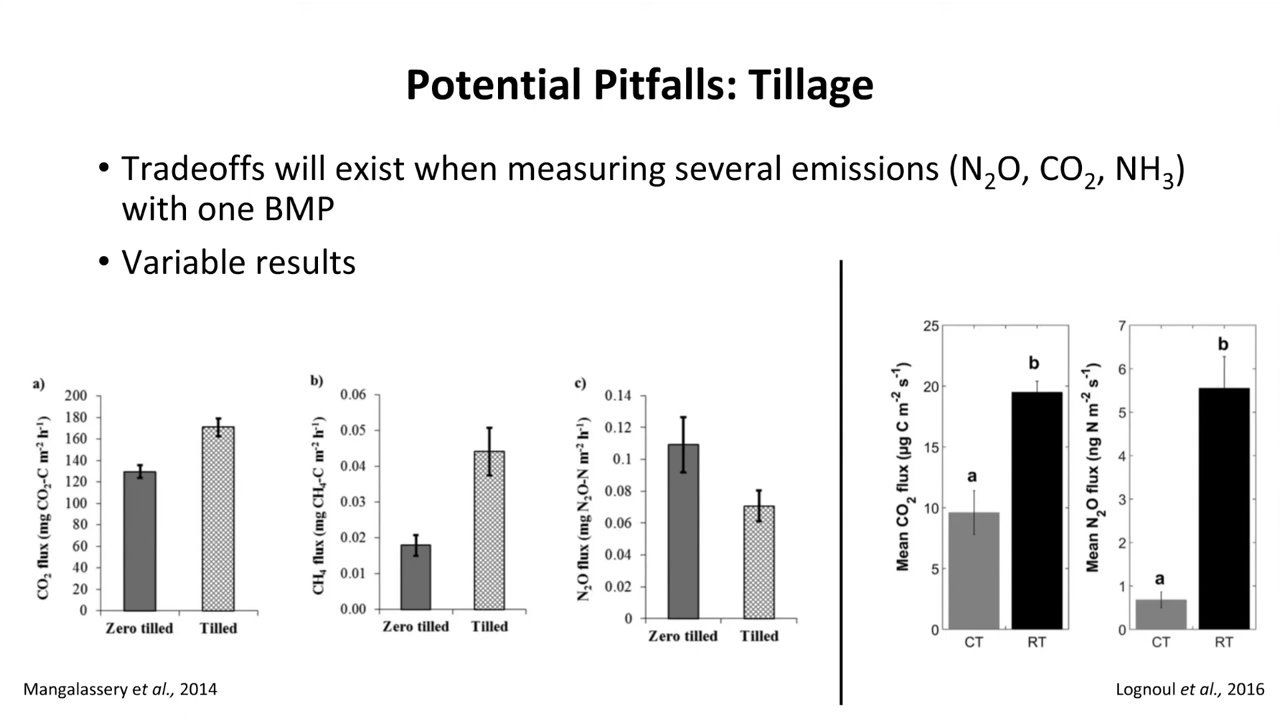 Potential Pitfalls: Tillage
• Tradeoffs will exist when measuring several emissions (N₂O, CO₂, NH₃)
with one BMP
• Variable results
a)
CO₂ flux (mg CO₂-C m⁻² h⁻¹)
200
180
160
140
120
100
80
60
40
20
0
Zero tilled Tilled
b)
CH₄ flux (mg CH₄-C m⁻² h⁻¹)
0.06
0.05
0.04
0.03
0.02
0.01
0.00
Zero tilled Tilled
c)
N₂O flux (mg N₂O-N m⁻² h⁻¹)
0.14
0.12
0.1
0.08
0.06
0.04
0.02
0
Zero tilled Tilled
Mean CO₂ flux (µg C m⁻² s⁻¹)
25
20
15
10
5
0
a
b
CT RT
Mean N₂O flux (ng N m⁻² s⁻¹)
7
6
5
4
3
2
1
0
a
b
CT RT
Mangalassery et al., 2014
Lognoul et al., 2016